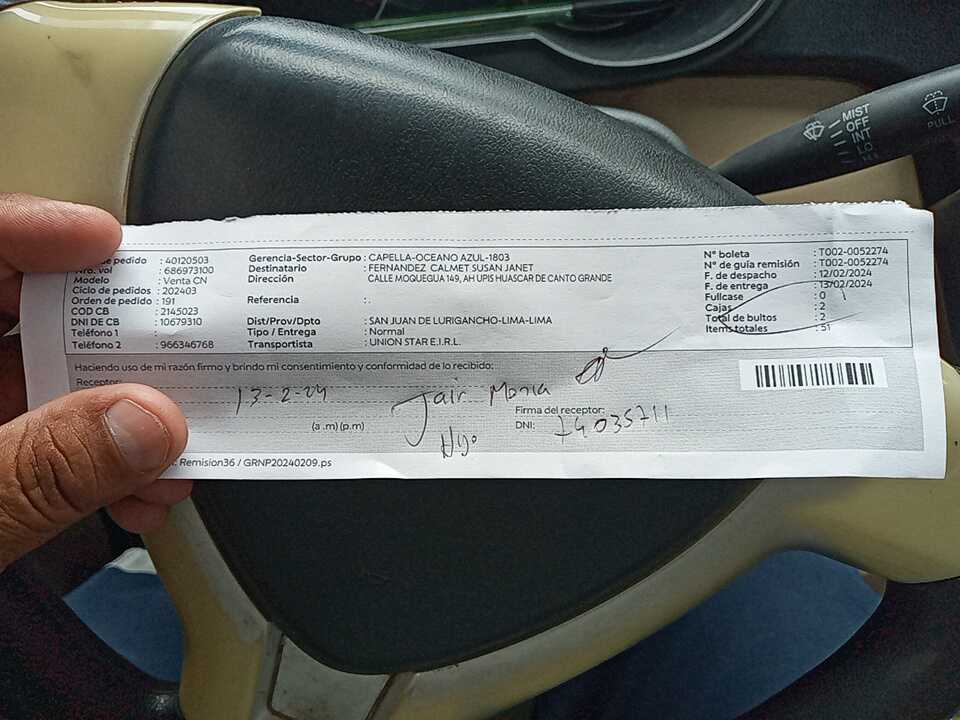 MIST
OFF
INT
LO
PULL
de pedido : 40120503
Nro. vol : 686973100
Modelo : Venta CN
Ciclo de pedidos : 202403
Orden de pedido : 191
COD CB : 2145023
DNI DE CB : 10679310
Teléfono 1 :
Teléfono 2 : 966346768
Gerencia-Sector-Grupo : CAPELLA-OCEANO AZUL-1803
Destinatario : FERNANDEZ CALMET SUSAN JANET
Dirección CALLE MOQUEGUA 149, AH UPIS HUASCAR DE CANTO GRANDE
Referencia : .
Dist/Prov/Dpto : SAN JUAN DE LURIGANCHO-LIMA-LIMA
Tipo / Entrega : Normal
Transportista : UNION STAR E.I.R.L.
N° boleta : T002-0052274
N° de guía remisión : T002-0052274
F. de despacho : 12/02/2024
F. de entrega : 13/02/2024
Fullcase : 0
Cajas : 2
Total de bultos : 2
Items totales : 51
Haciendo uso de mi razón firmo y brindo mi consentimiento y conformidad de lo recibido:
Receptor:
13-2-24
Jair
(a .m) (p.m)
Hijo
Firma del receptor:
DNI: 74035711
Remision36 / GRNP20240209.ps